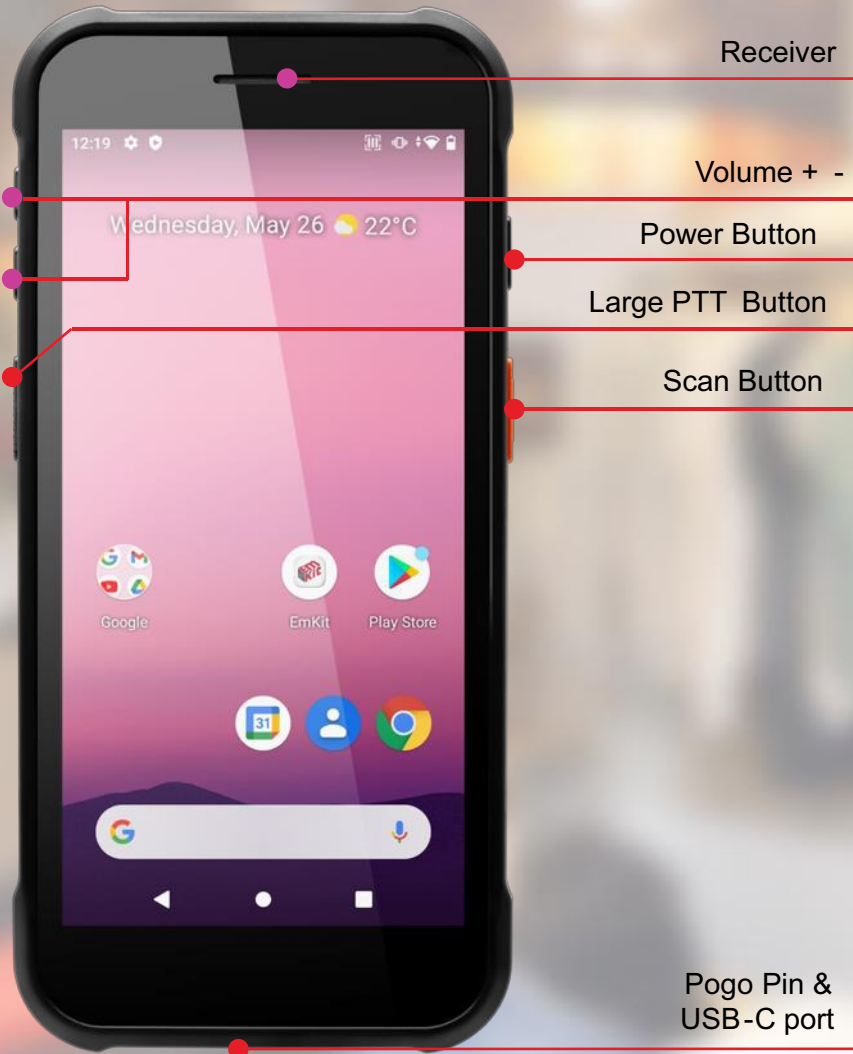 Receiver
12:19
Volume + -
Wednesday, May 26 22°C
Power Button
Large PTT Button
Scan Button
Google
EmKit
Play Store
31
G
Pogo Pin &
USB-C port